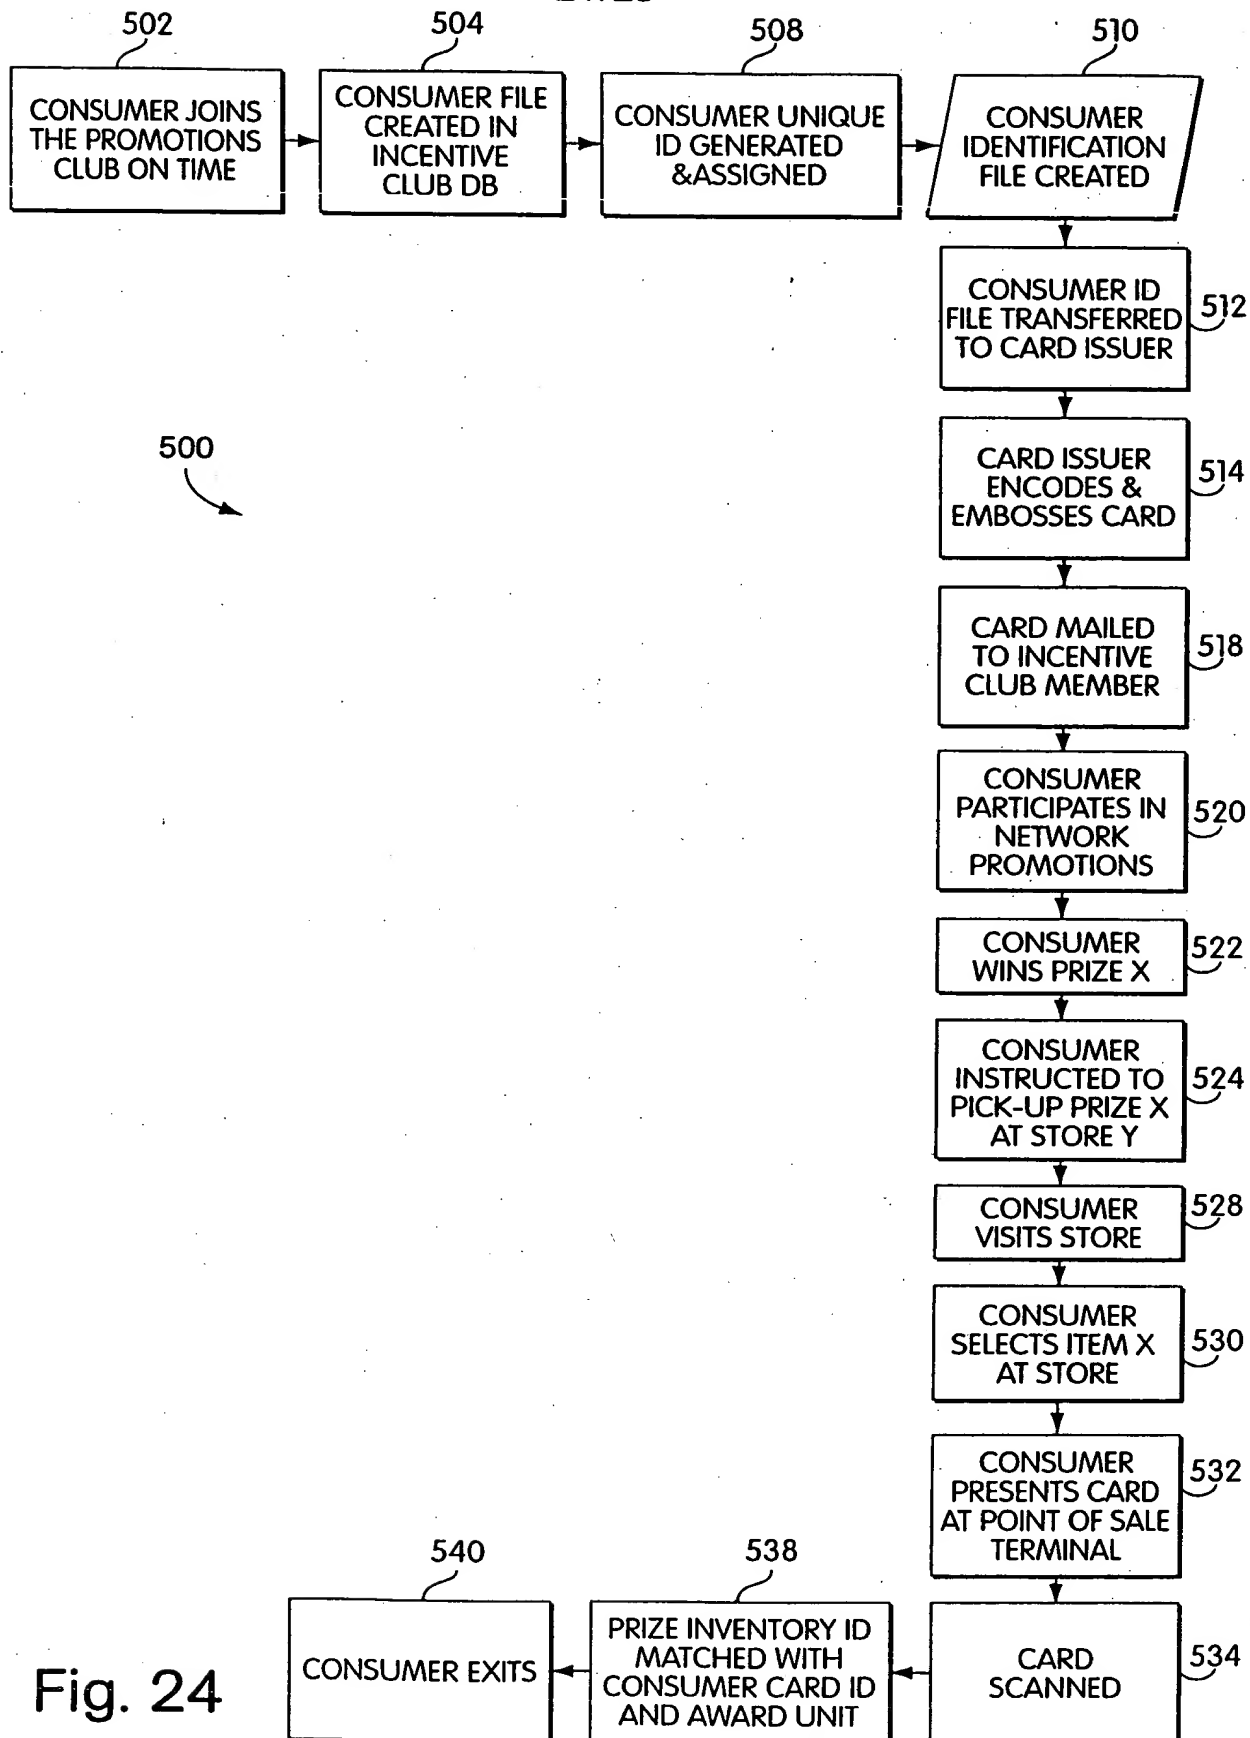 502
504
508
510
CONSUMER JOINS
THE PROMOTIONS
CLUB ON TIME
CONSUMER FILE
CREATED IN
INCENTIVE
CLUB DB
CONSUMER UNIQUE
ID GENERATED
&ASSIGNED
CONSUMER
IDENTIFICATION
FILE CREATED
CONSUMER ID
FILE TRANSFERRED
TO CARD ISSUER
512
500
CARD ISSUER
ENCODES &
EMBOSSES CARD
514
CARD MAILED
TO INCENTIVE
CLUB MEMBER
518
CONSUMER
PARTICIPATES IN
NETWORK
PROMOTIONS
520
CONSUMER
WINS PRIZE X
522
CONSUMER
INSTRUCTED TO
PICK-UP PRIZE X
AT STORE Y
524
CONSUMER
VISITS STORE
528
CONSUMER
SELECTS ITEM X
AT STORE
530
CONSUMER
PRESENTS CARD
AT POINT OF SALE
TERMINAL
532
CARD
SCANNED
534
538
PRIZE INVENTORY ID
MATCHED WITH
CONSUMER CARD ID
AND AWARD UNIT
540
CONSUMER EXITS
Fig. 24